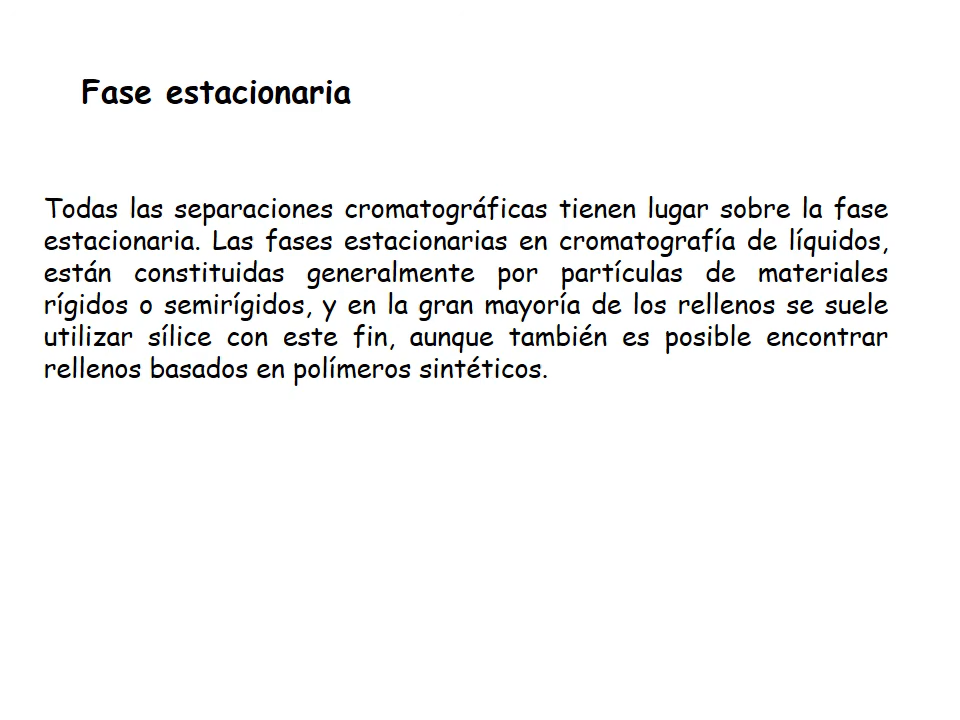 Fase estacionaria
Todas las separaciones cromatográficas tienen lugar sobre la fase
estacionaria. Las fases estacionarias en cromatografía de líquidos,
están constituidas generalmente por partículas de materiales
rígidos o semirígidos, y en la gran mayoría de los rellenos se suele
utilizar sílice con este fin, aunque también es posible encontrar
rellenos basados en polímeros sintéticos.